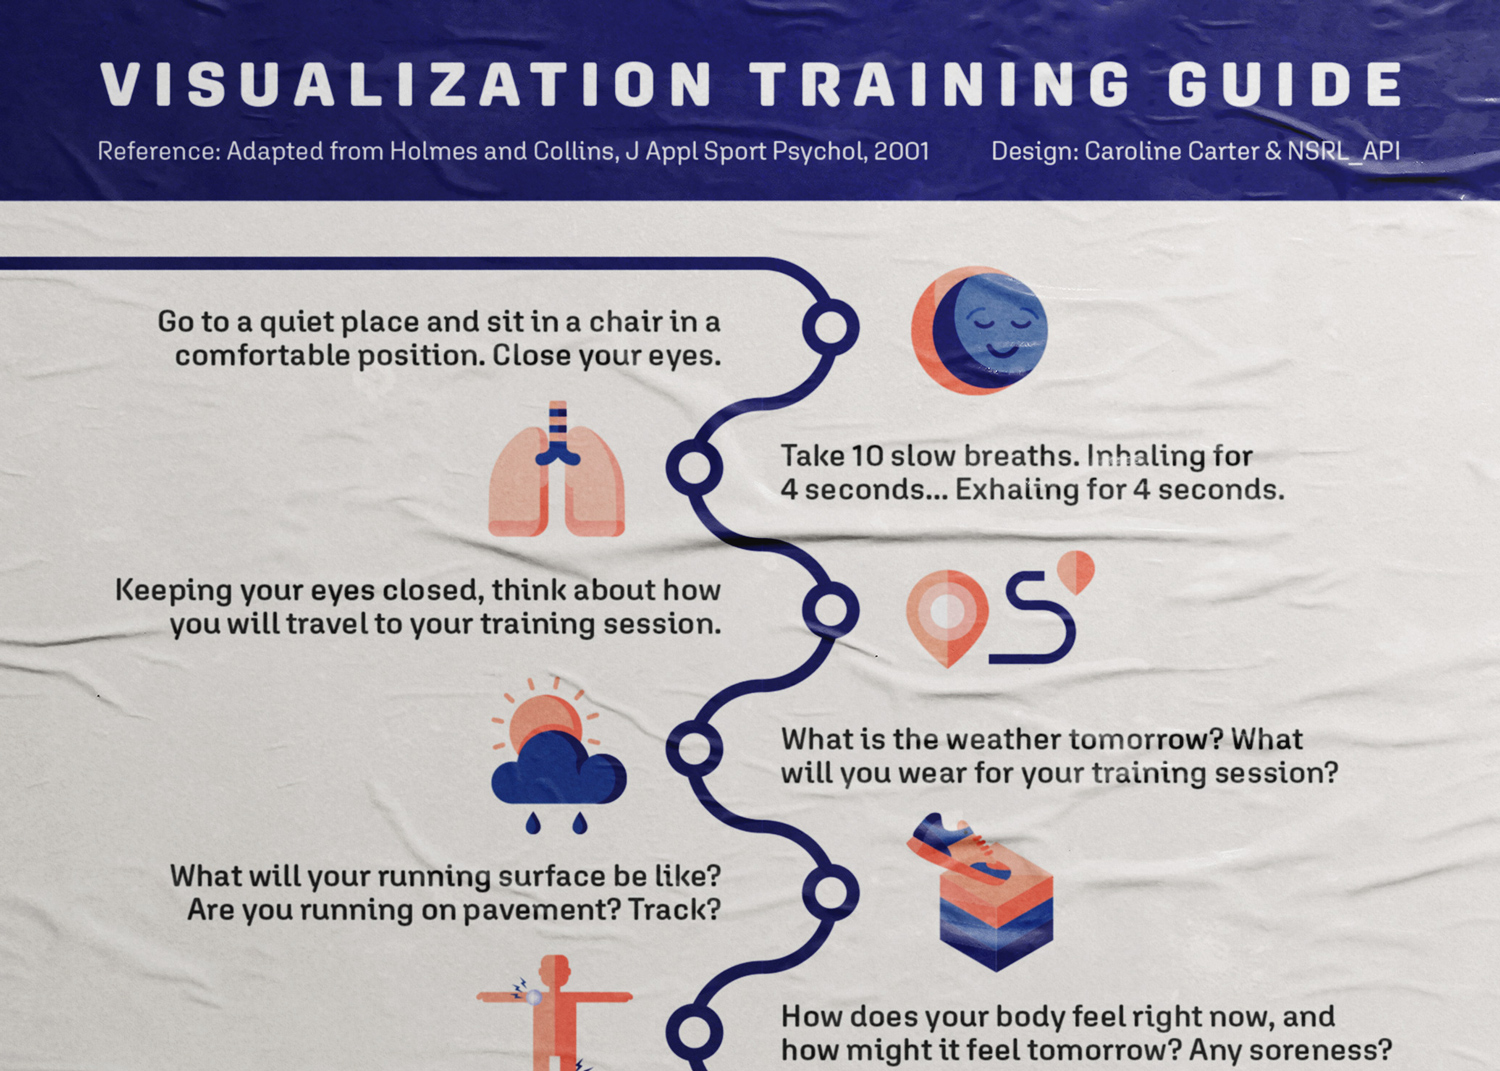 VISUALIZATION TRAINING GUIDE
Reference: Adapted from Holmes and Collins, J Appl Sport Psychol, 2001
Design: Caroline Carter & NSRL_API
Go to a quiet place and sit in a chair in a
comfortable position. Close your eyes.
Take 10 slow breaths. Inhaling for
4 seconds... Exhaling for 4 seconds.
Keeping your eyes closed, think about how
you will travel to your training session.
What is the weather tomorrow? What
will you wear for your training session?
What will your running surface be like?
Are you running on pavement? Track?
How does your body feel right now, and
how might it feel tomorrow? Any soreness?